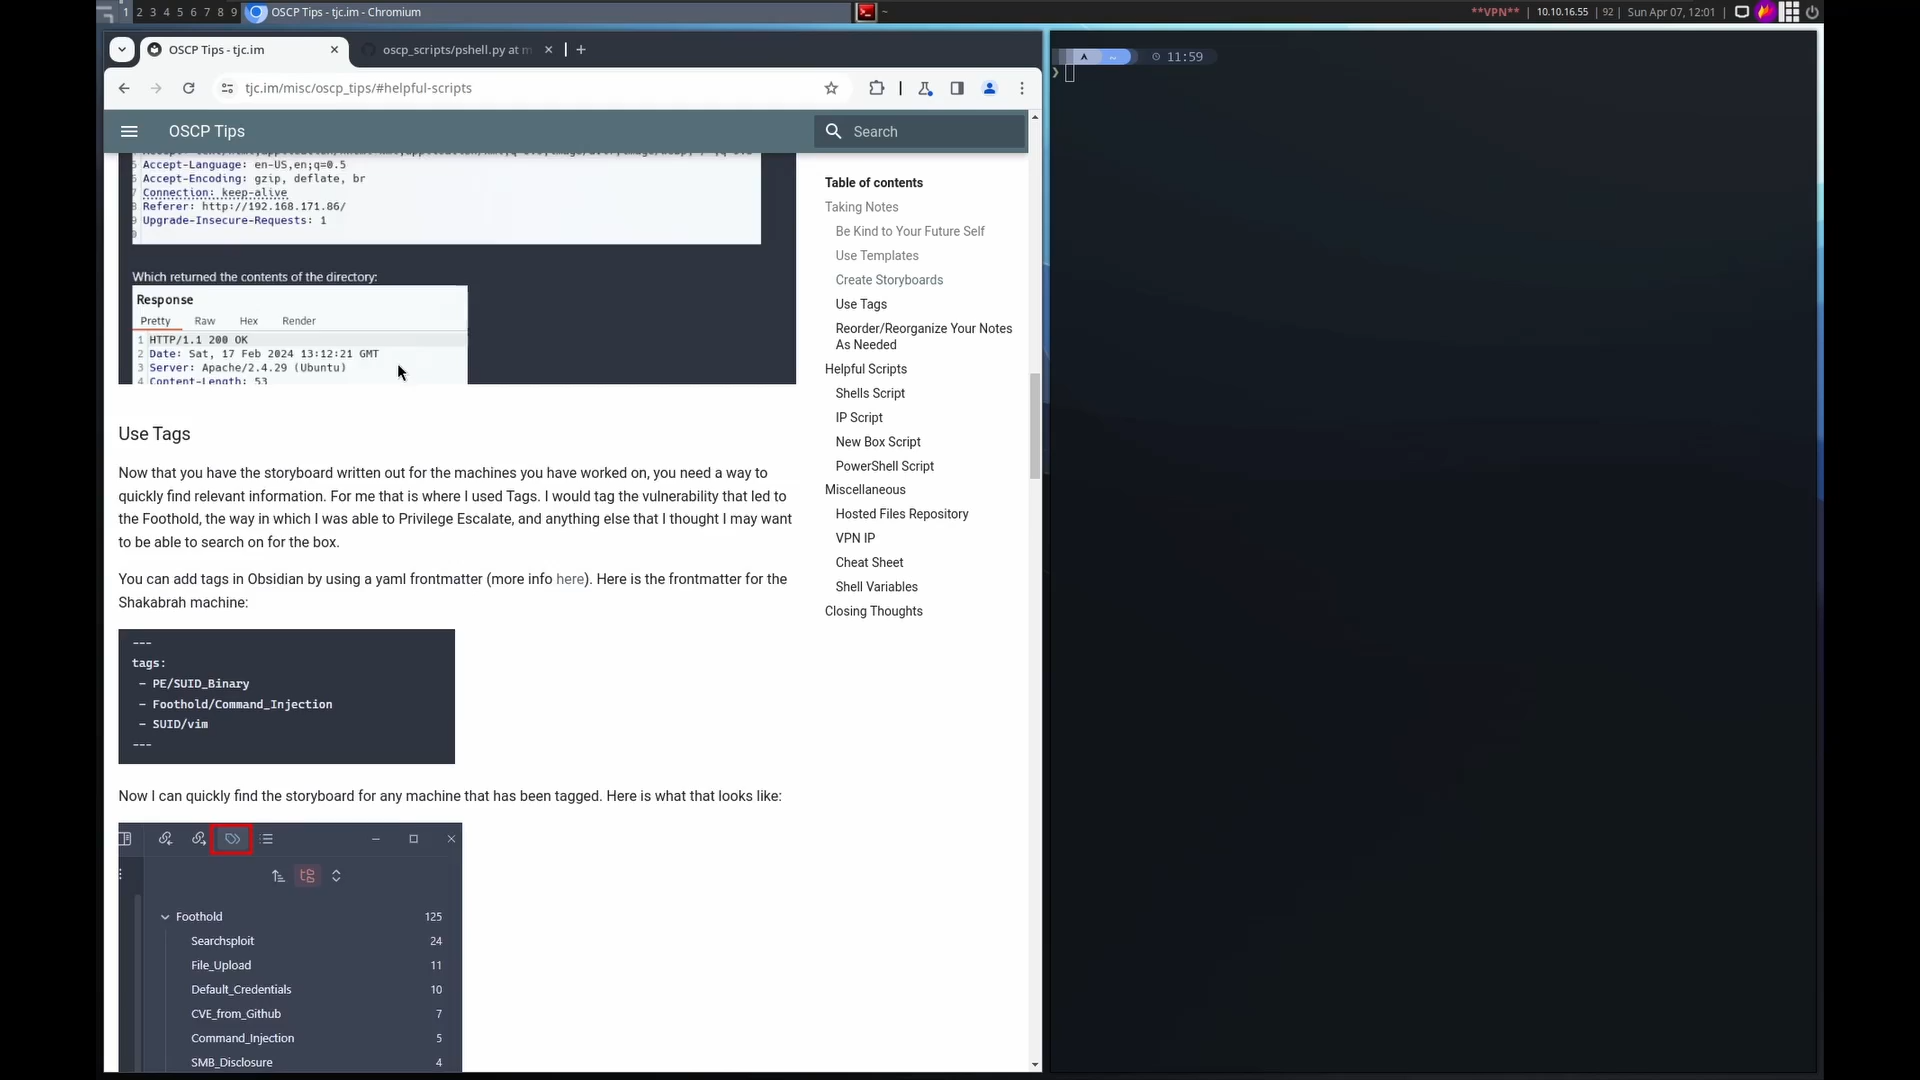 1 2 3 4 5 6 7 8 9 OSCP Tips - tjc.im - Chromium ~ **VPN** | 10.10.16.55 | 92 | Sun Apr 07, 12:01 |
OSCP Tips - tjc.im oscp_scripts/pshell.py at m
tjc.im/misc/oscp_tips/#helpful-scripts
OSCP Tips
Search
Accept-Language: en-US,en;q=0.5
Accept-Encoding: gzip, deflate, br
Connection: keep-alive
Referer: http://192.168.171.86/
Upgrade-Insecure-Requests: 1
Which returned the contents of the directory:
Response
Pretty Raw Hex Render
1 HTTP/1.1 200 OK
2 Date: Sat, 17 Feb 2024 13:12:21 GMT
3 Server: Apache/2.4.29 (Ubuntu)
4 Content-Length: 53
Use Tags
Now that you have the storyboard written out for the machines you have worked on, you need a way to
quickly find relevant information. For me that is where I used Tags. I would tag the vulnerability that led to
the Foothold, the way in which I was able to Privilege Escalate, and anything else that I thought I may want
to be able to search on for the box.
You can add tags in Obsidian by using a yaml frontmatter (more info here). Here is the frontmatter for the
Shakabrah machine:
---
tags:
- PE/SUID_Binary
- Foothold/Command_Injection
- SUID/vim
---
Now I can quickly find the storyboard for any machine that has been tagged. Here is what that looks like:
Foothold 125
Searchsploit 24
File_Upload 11
Default_Credentials 10
CVE_from_Github 7
Command_Injection 5
SMB_Disclosure 4
Table of contents
Taking Notes
Be Kind to Your Future Self
Use Templates
Create Storyboards
Use Tags
Reorder/Reorganize Your Notes
As Needed
Helpful Scripts
Shells Script
IP Script
New Box Script
PowerShell Script
Miscellaneous
Hosted Files Repository
VPN IP
Cheat Sheet
Shell Variables
Closing Thoughts
~ 11:59
❯